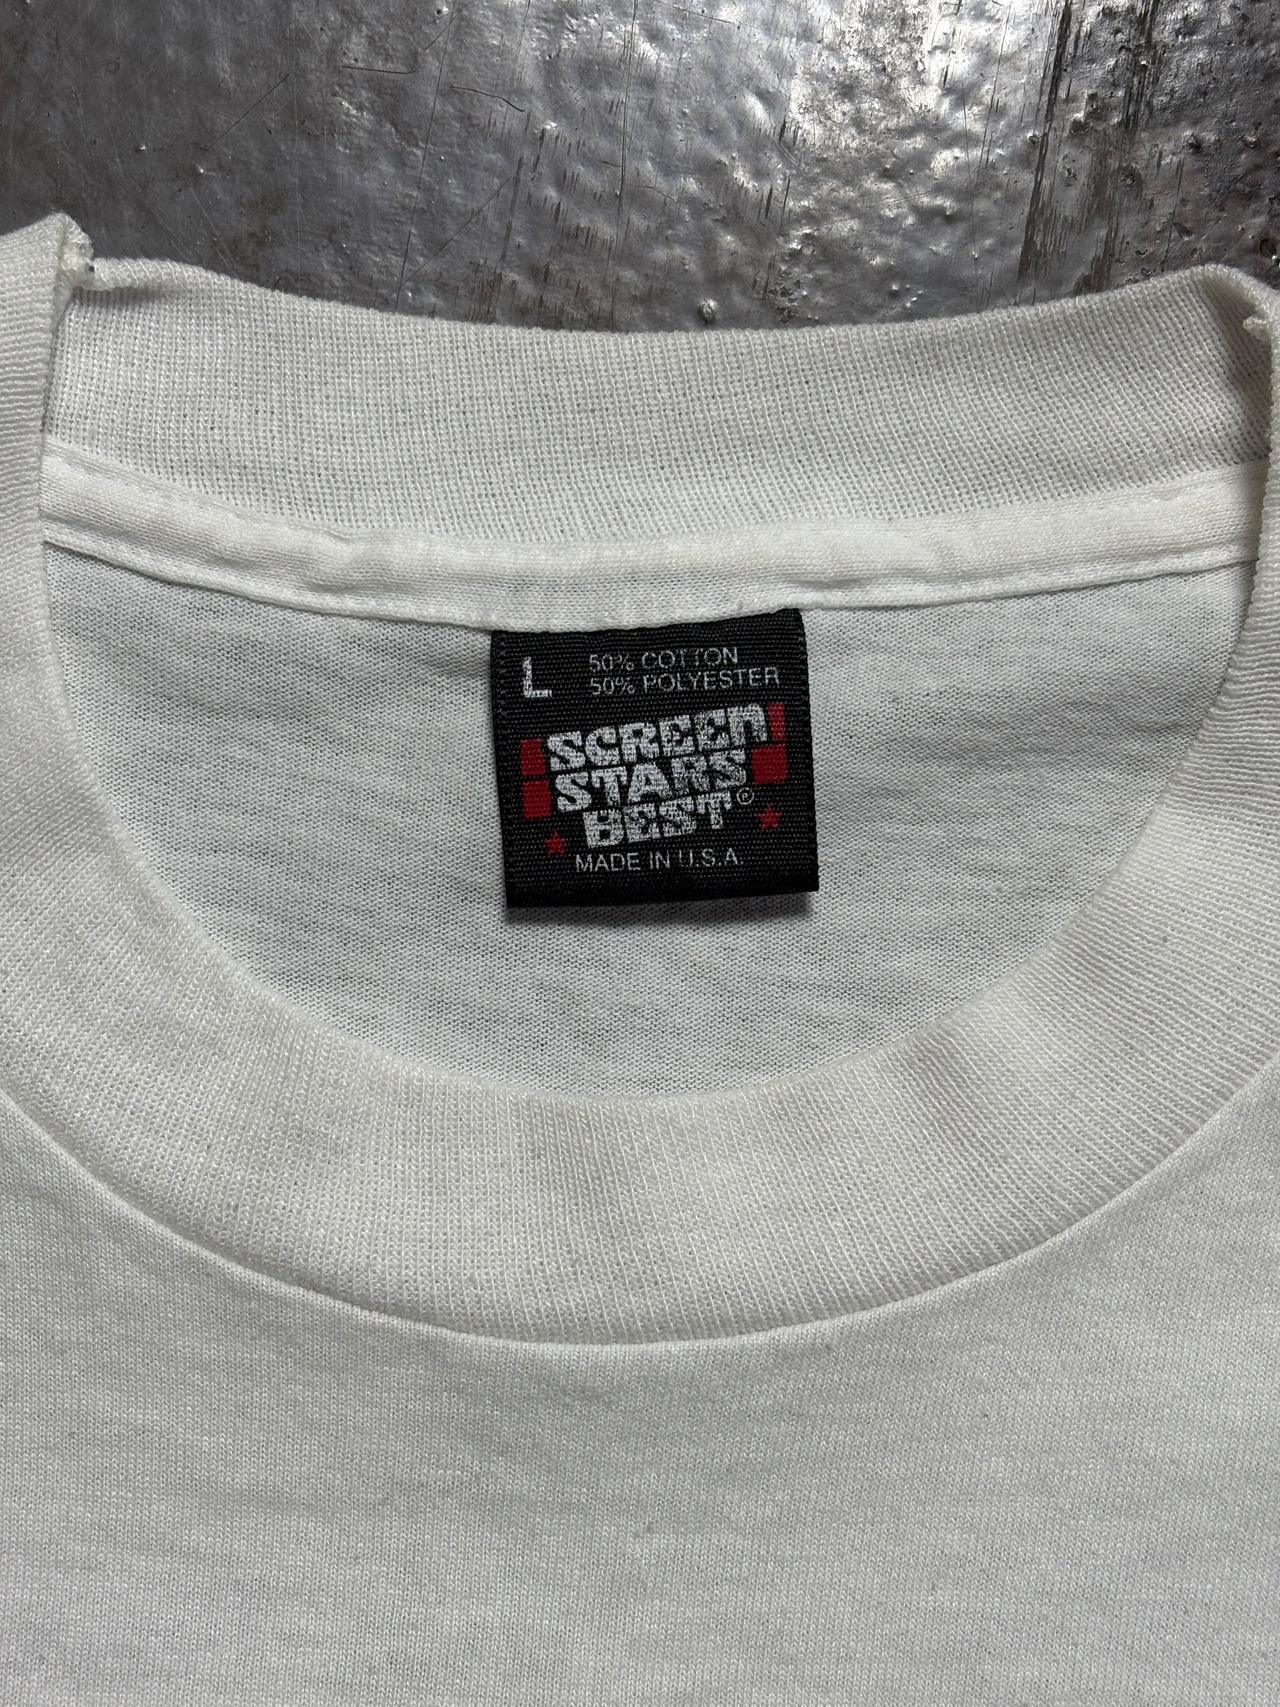 L 50% COTTON
50% POLYESTER
SCREEN
STARS
BEST®
MADE IN U.S.A.